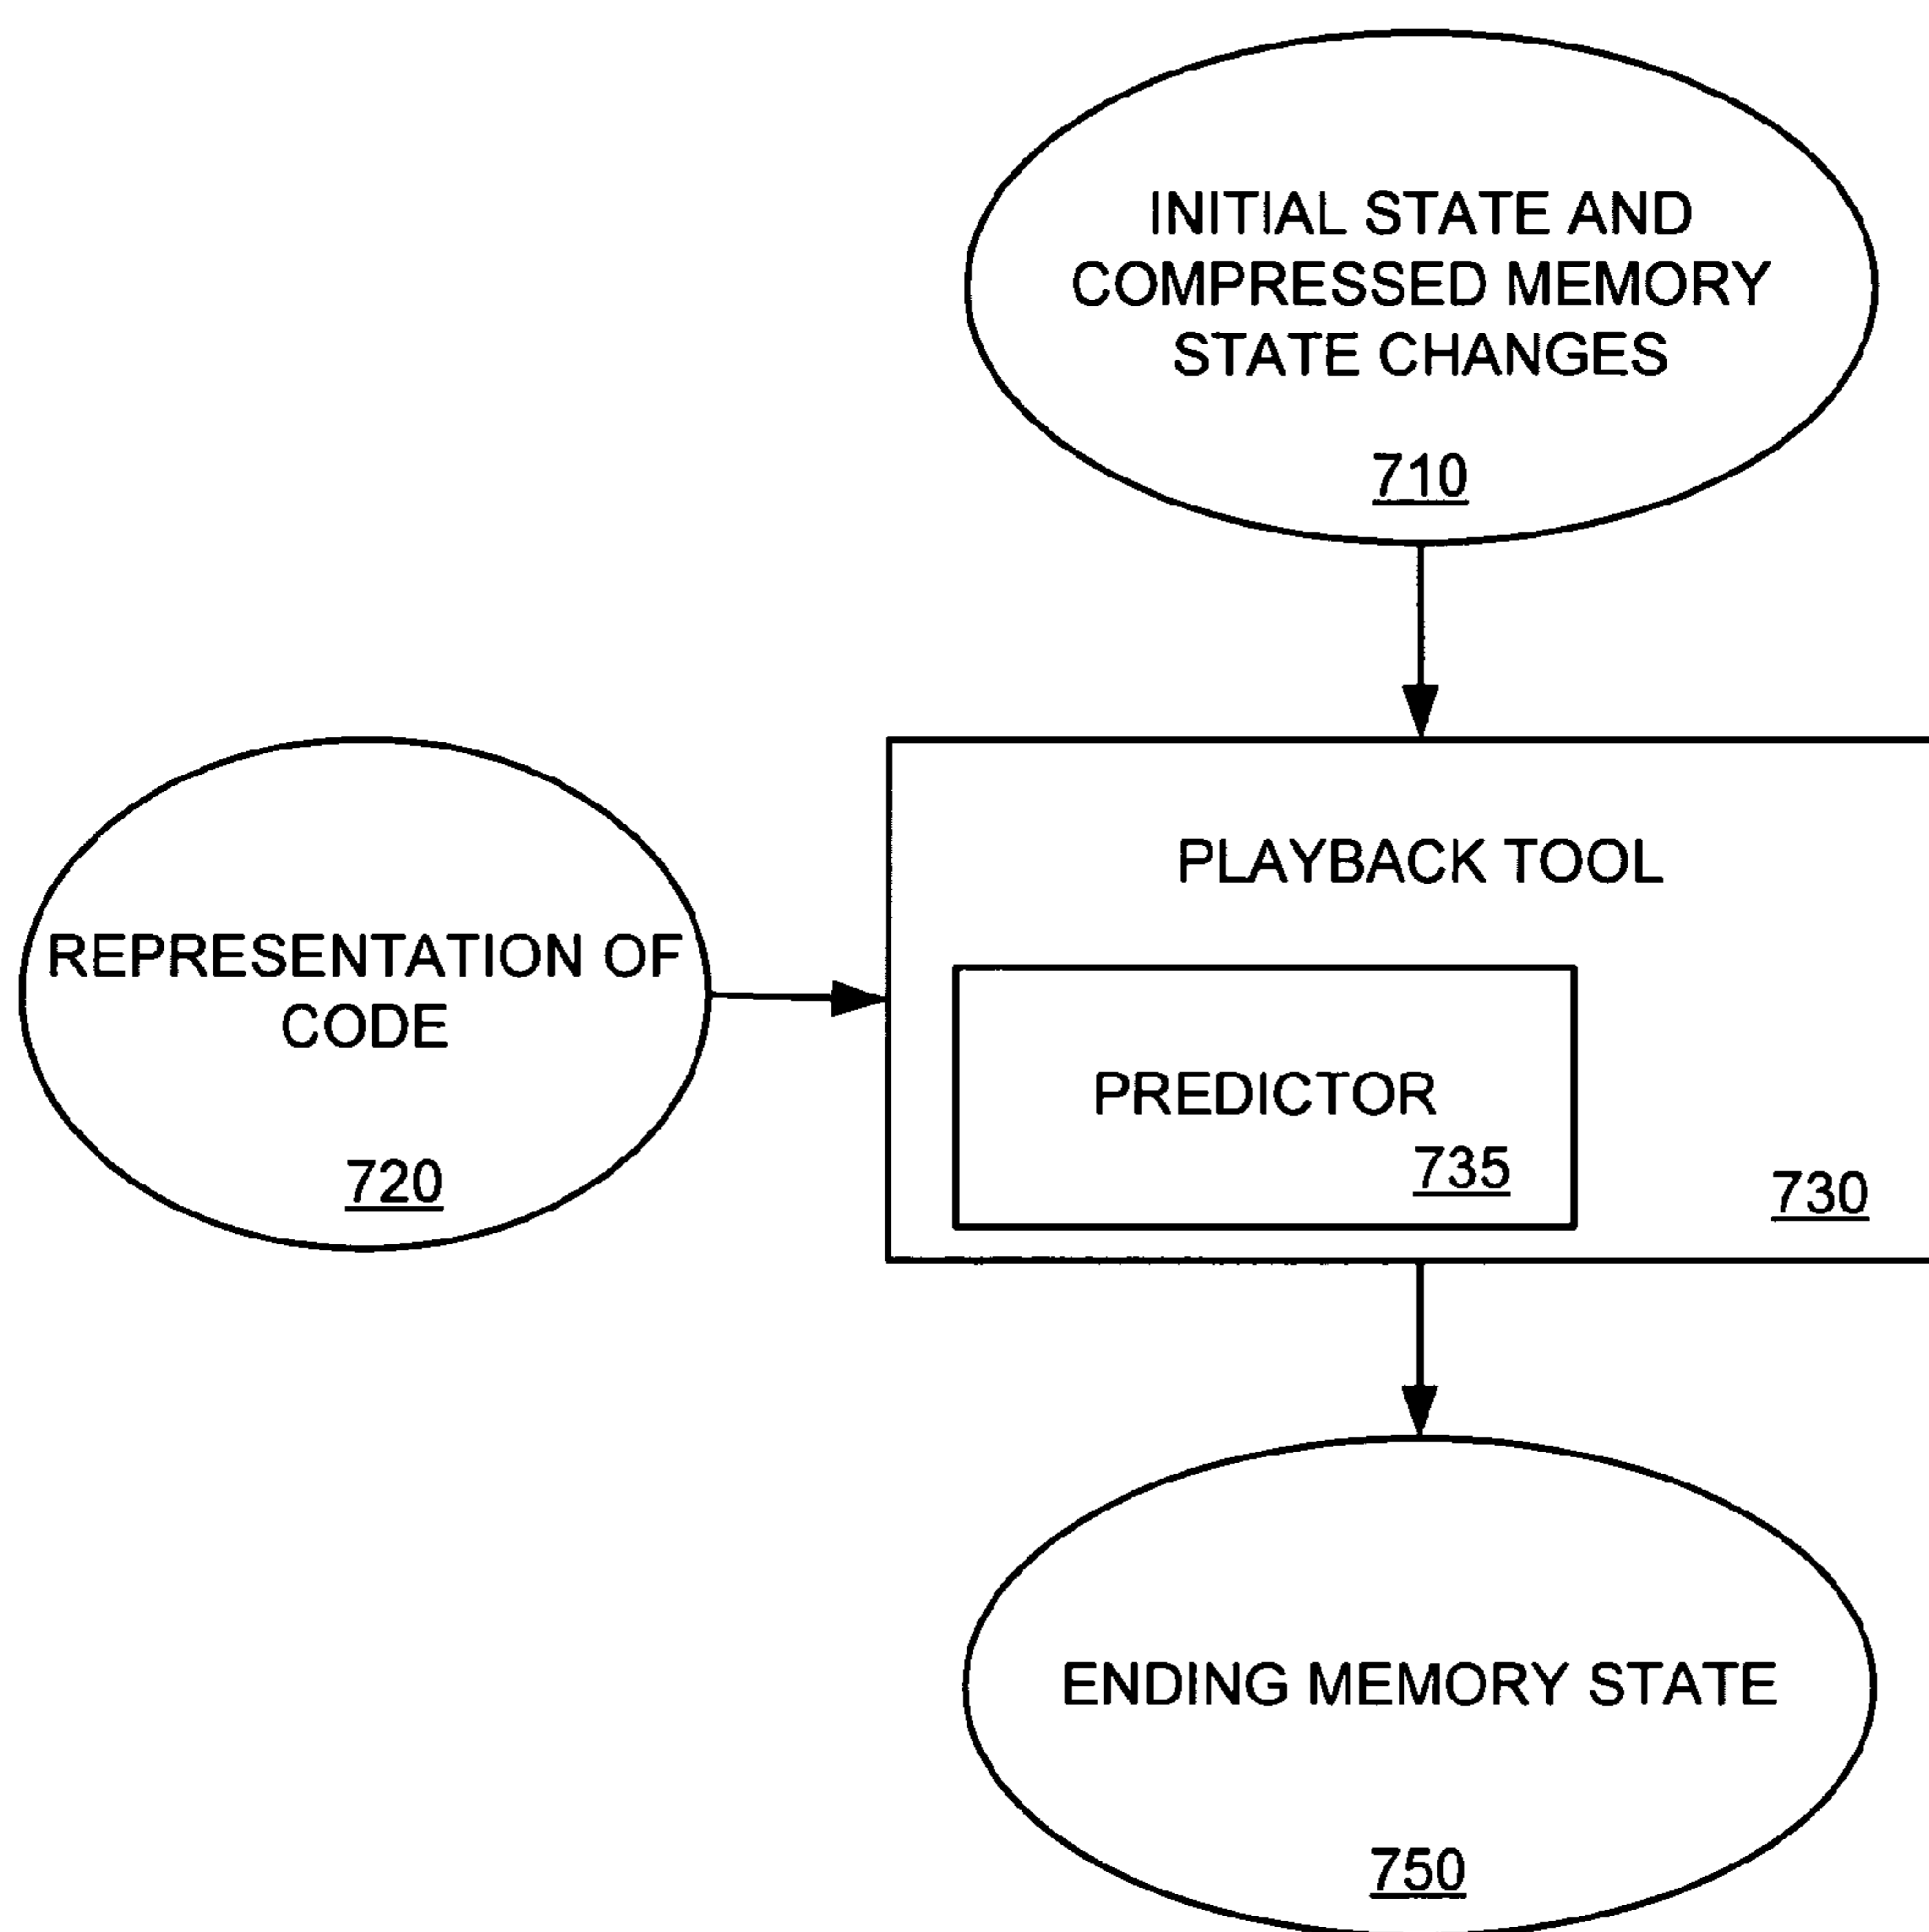 INITIAL STATE AND
COMPRESSED MEMORY
STATE CHANGES
710
PLAYBACK TOOL
REPRESENTATION OF
CODE
720
PREDICTOR
735
730
ENDING MEMORY STATE
750